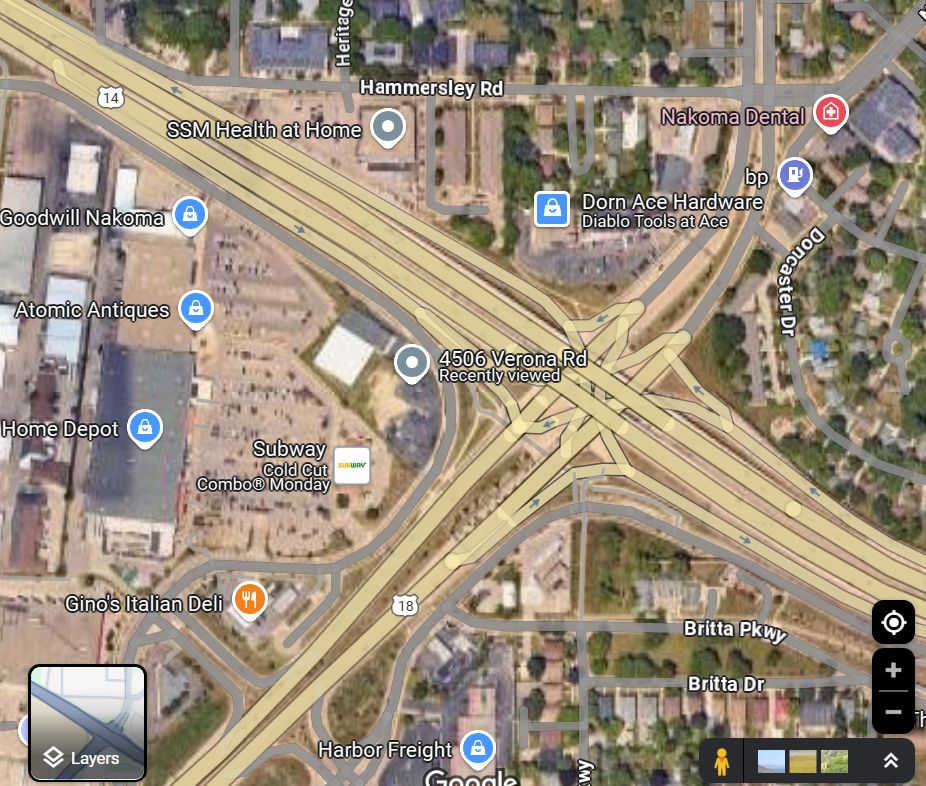 Heritage
Hammersley Rd
14
SSM Health at Home
Nakoma Dental
bp
Goodwill Nakoma
Dorn Ace Hardware
Diablo Tools at Ace
Doncaster Dr
Atomic Antiques
4506 Verona Rd
Recently viewed
Home Depot
Subway
Cold Cut
Combo® Monday
SUBWAY
Gino's Italian Deli
18
Britta Pkwy
Britta Dr
Layers
Harbor Freight
Google
wy
Th